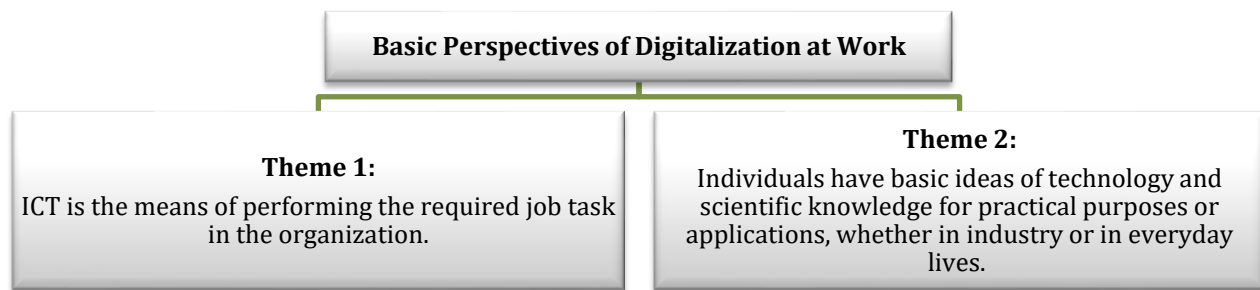 Basic Perspectives of Digitalization at Work
Theme 1:
ICT is the means of performing the required job task
in the organization.
Theme 2:
Individuals have basic ideas of technology and
scientific knowledge for practical purposes or
applications, whether in industry or in everyday
lives.